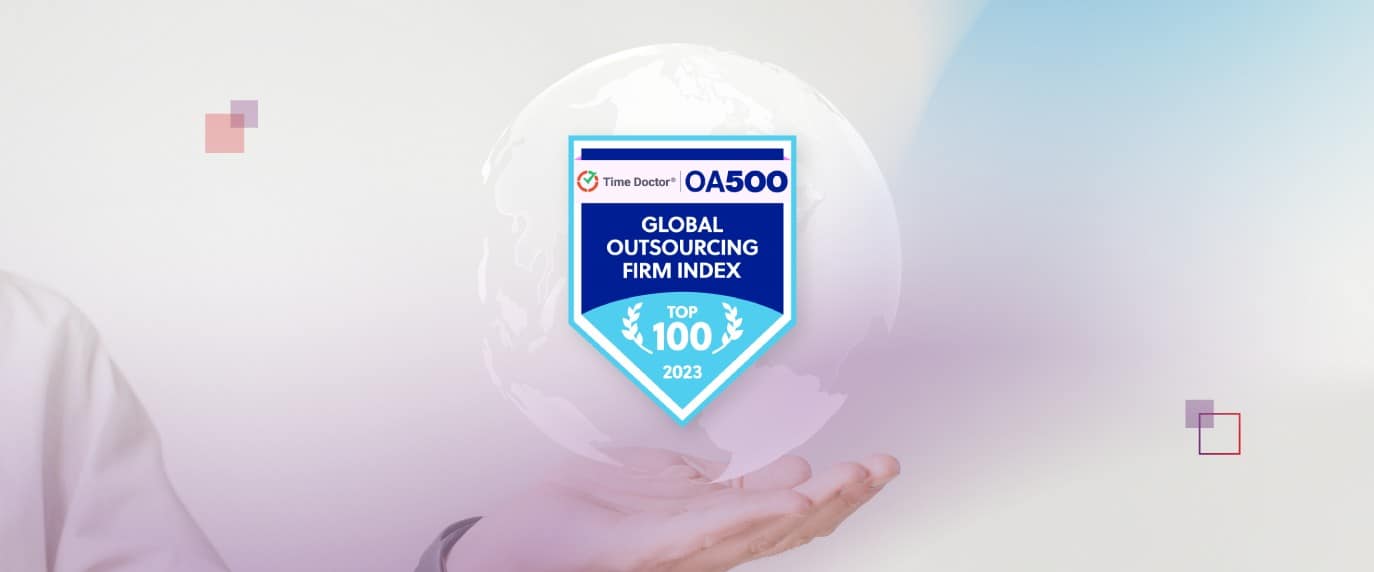 Time Doctor® | OA500
GLOBAL
OUTSOURCING
FIRM INDEX
TOP
100
2023